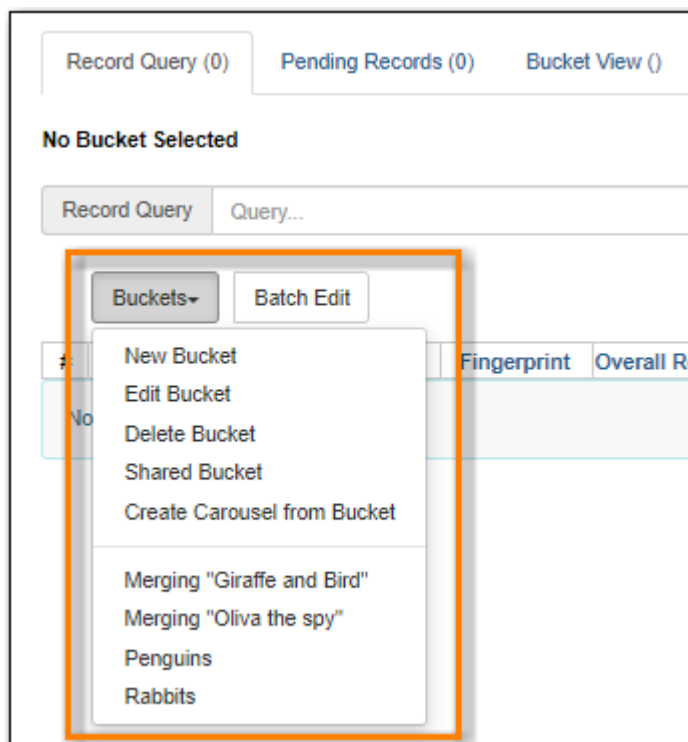 Record Query (0) Pending Records (0) Bucket View ()
No Bucket Selected
Record Query Query...
Buckets Batch Edit
# Fingerprint Overall R
No
New Bucket
Edit Bucket
Delete Bucket
Shared Bucket
Create Carousel from Bucket
Merging "Giraffe and Bird"
Merging "Oliva the spy"
Penguins
Rabbits